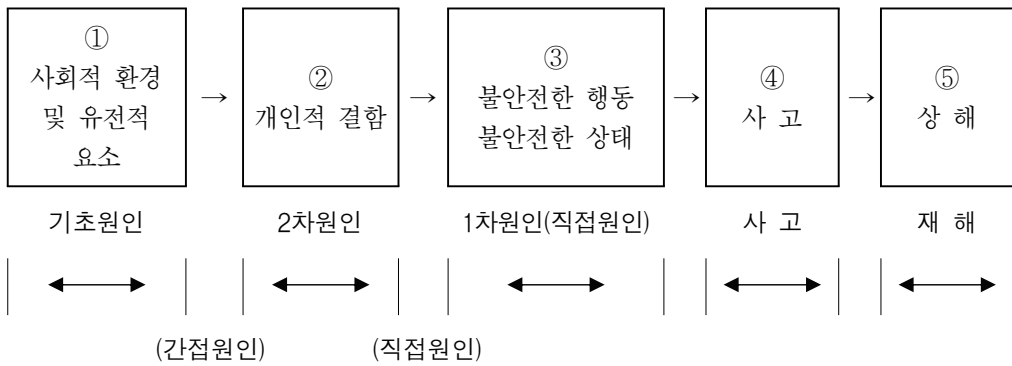 ①
사회적 환경
및 유전적
요소
→
②
개인적 결함
→
③
불안전한 행동
불안전한 상태
→
④
사 고
→
⑤
상 해
기초원인
2차원인
1차원인(직접원인)
사 고
재 해
(간접원인)
(직접원인)